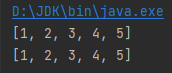 D:\JDK\bin\java.exe
[1, 2, 3, 4, 5]
[1, 2, 3, 4, 5]